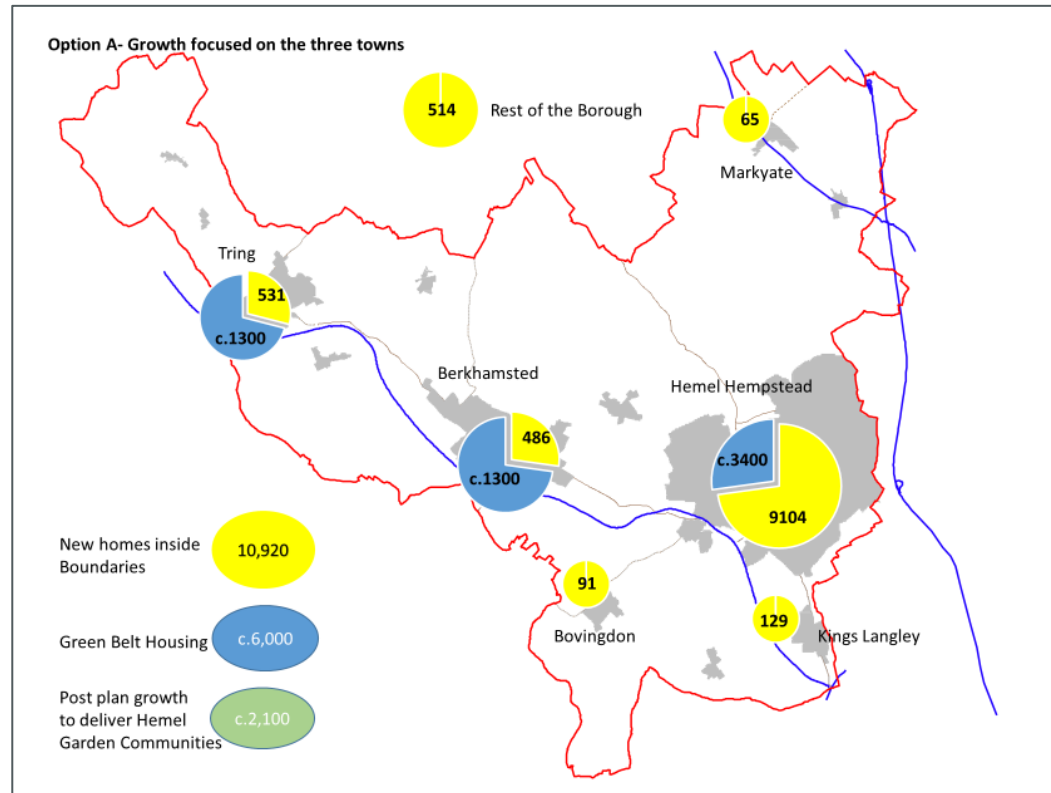 Option A- Growth focused on the three towns
514
Rest of the Borough
65
Markyate
Tring
531
c.1300
Berkhamsted
486
c.1300
Hemel Hempstead
c.3400
9104
91
Bovingdon
129
Kings Langley
New homes inside
Boundaries
10,920
Green Belt Housing
c.6,000
Post plan growth
to deliver Hemel
Garden Communities
c.2,100